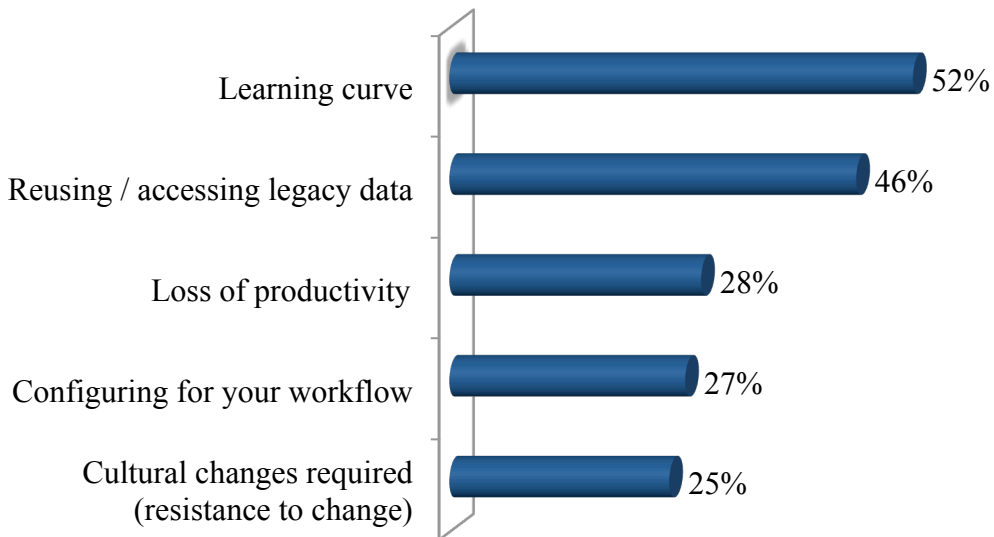 Learning curve
52%
Reusing / accessing legacy data
46%
Loss of productivity
28%
Configuring for your workflow
27%
Cultural changes required
(resistance to change)
25%